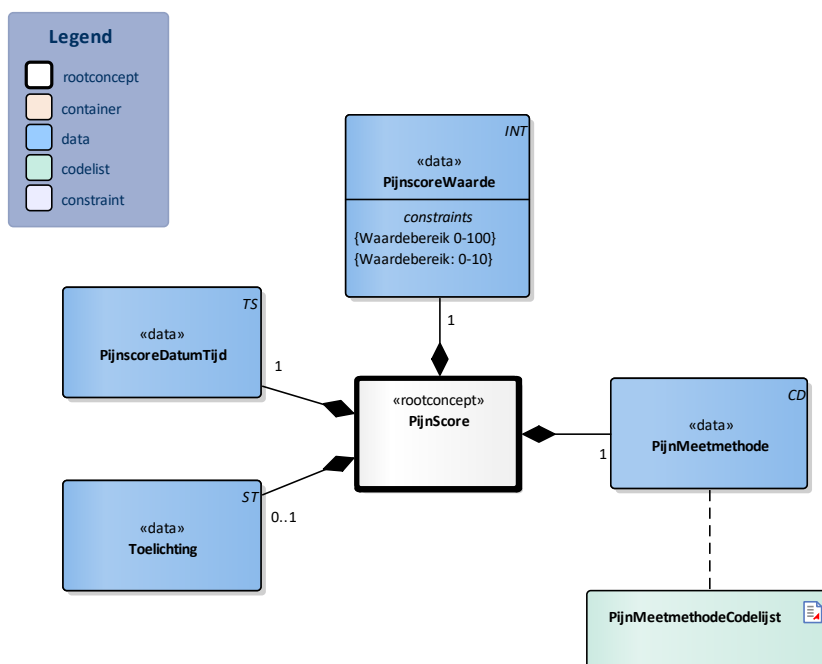 Legend
rootconcept
container
data
codelist
constraint
INT
«data»
PijnscoreWaarde
constraints
{Waardebereik 0-100}
{Waardebereik: 0-10}
TS
«data»
PijnscoreDatumTijd
1
1
«rootconcept»
PijnScore
CD
«data»
PijnMeetmethode
1
ST
«data»
Toelichting
0..1
PijnMeetmethodeCodelijst